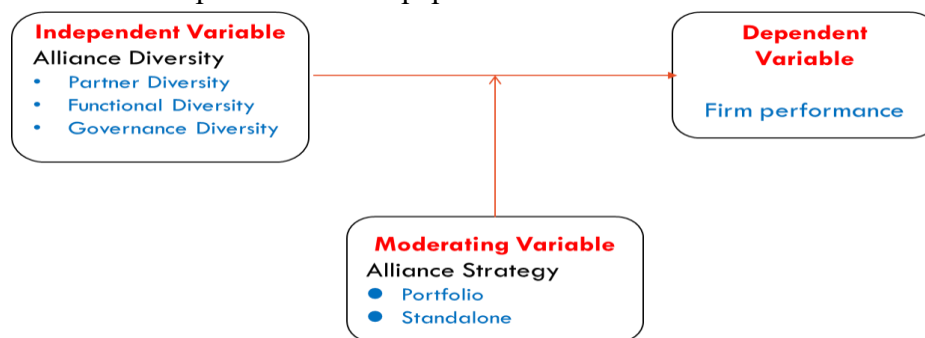 Independent Variable
Alliance Diversity
• Partner Diversity
• Functional Diversity
• Governance Diversity
Dependent
Variable
Firm performance
Moderating Variable
Alliance Strategy
● Portfolio
● Standalone